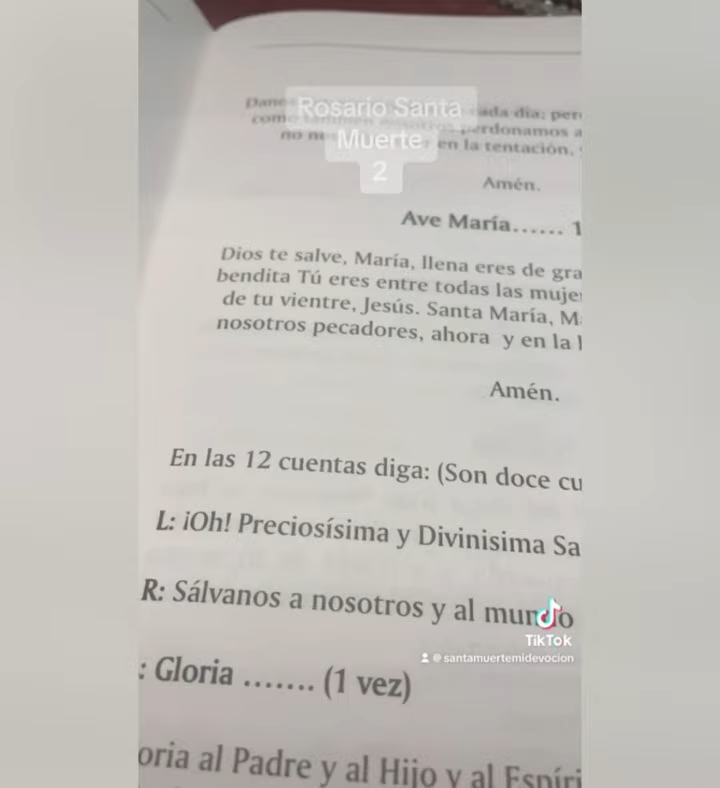 Rosario Santa
Muerte
2
ada día; per
perdonamos a
no en la tentación,
Amén.
Ave María...... 1
Dios te salve, María, llena eres de gra
bendita Tú eres entre todas las muje
de tu vientre, Jesús. Santa María, M
nosotros pecadores, ahora y en la
Amén.
En las 12 cuentas diga: (Son doce cu
L: ¡Oh! Preciosísima y Divinisima Sa
R: Sálvanos a nosotros y al mundo
TikTok
@santamuertemidevocion
: Gloria ....... (1 vez)
oria al Padre y al Hijo y al Espíri